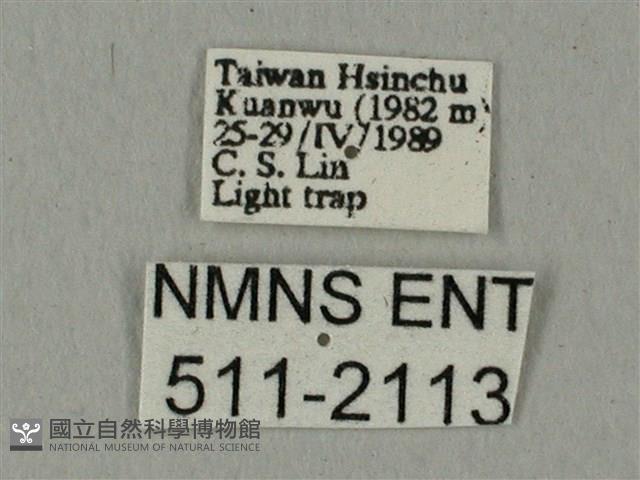 Taiwan Hsinchu
Kuanwu (1982 m)
25-29/IV/1989
C. S. Lin
Light trap
NMNS ENT
511-2113
國立自然科學博物館
NATIONAL MUSEUM OF NATURAL SCIENCE